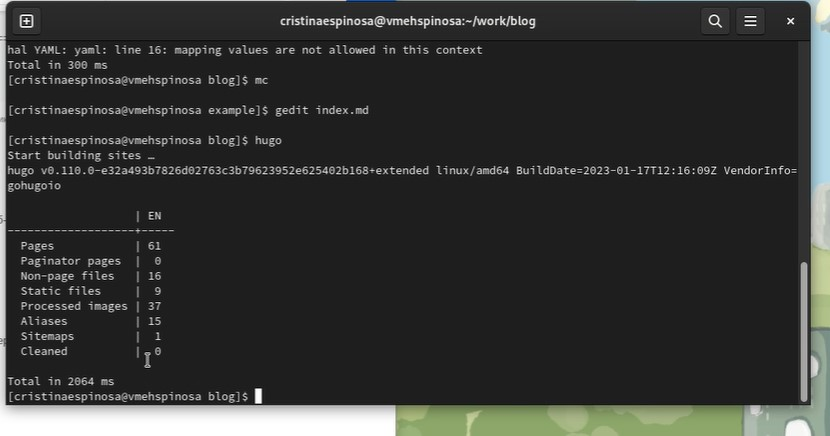 cristinaespinosa@vmehspinosa:~/work/blog
hal YAML: yaml: line 16: mapping values are not allowed in this context
Total in 300 ms
[cristinaespinosa@vmehspinosa blog]$ mc
[cristinaespinosa@vmehspinosa example]$ gedit index.md
[cristinaespinosa@vmehspinosa blog]$ hugo
Start building sites …
hugo v0.110.0-e32a493b7826d02763c3b79623952e625402b168+extended linux/amd64 BuildDate=2023-01-17T12:16:09Z VendorInfo=
gohugoio
| EN
-------------------+-----
Pages | 61
Paginator pages | 0
Non-page files | 16
Static files | 9
Processed images | 37
Aliases | 15
Sitemaps | 1
Cleaned | 0
Total in 2064 ms
[cristinaespinosa@vmehspinosa blog]$